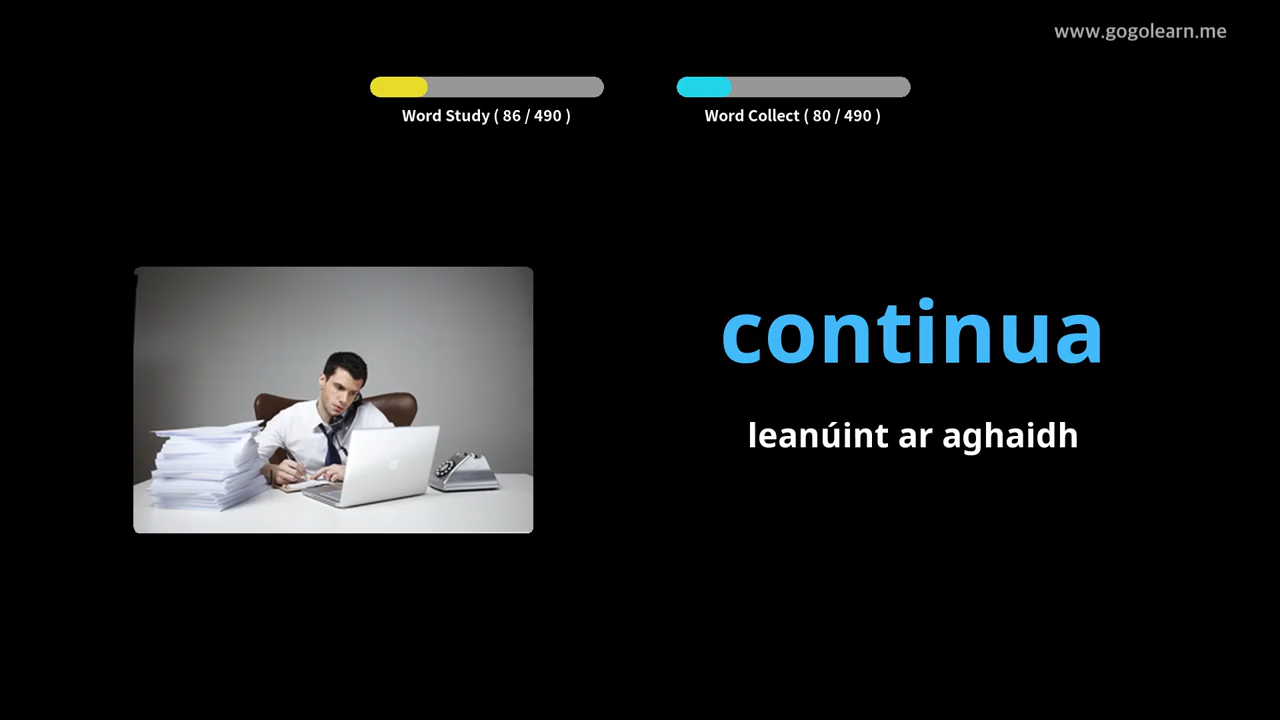 www.gogolearn.me
Word Study ( 86 / 490 )
Word Collect ( 80 / 490 )
continua
leanúint ar aghaidh